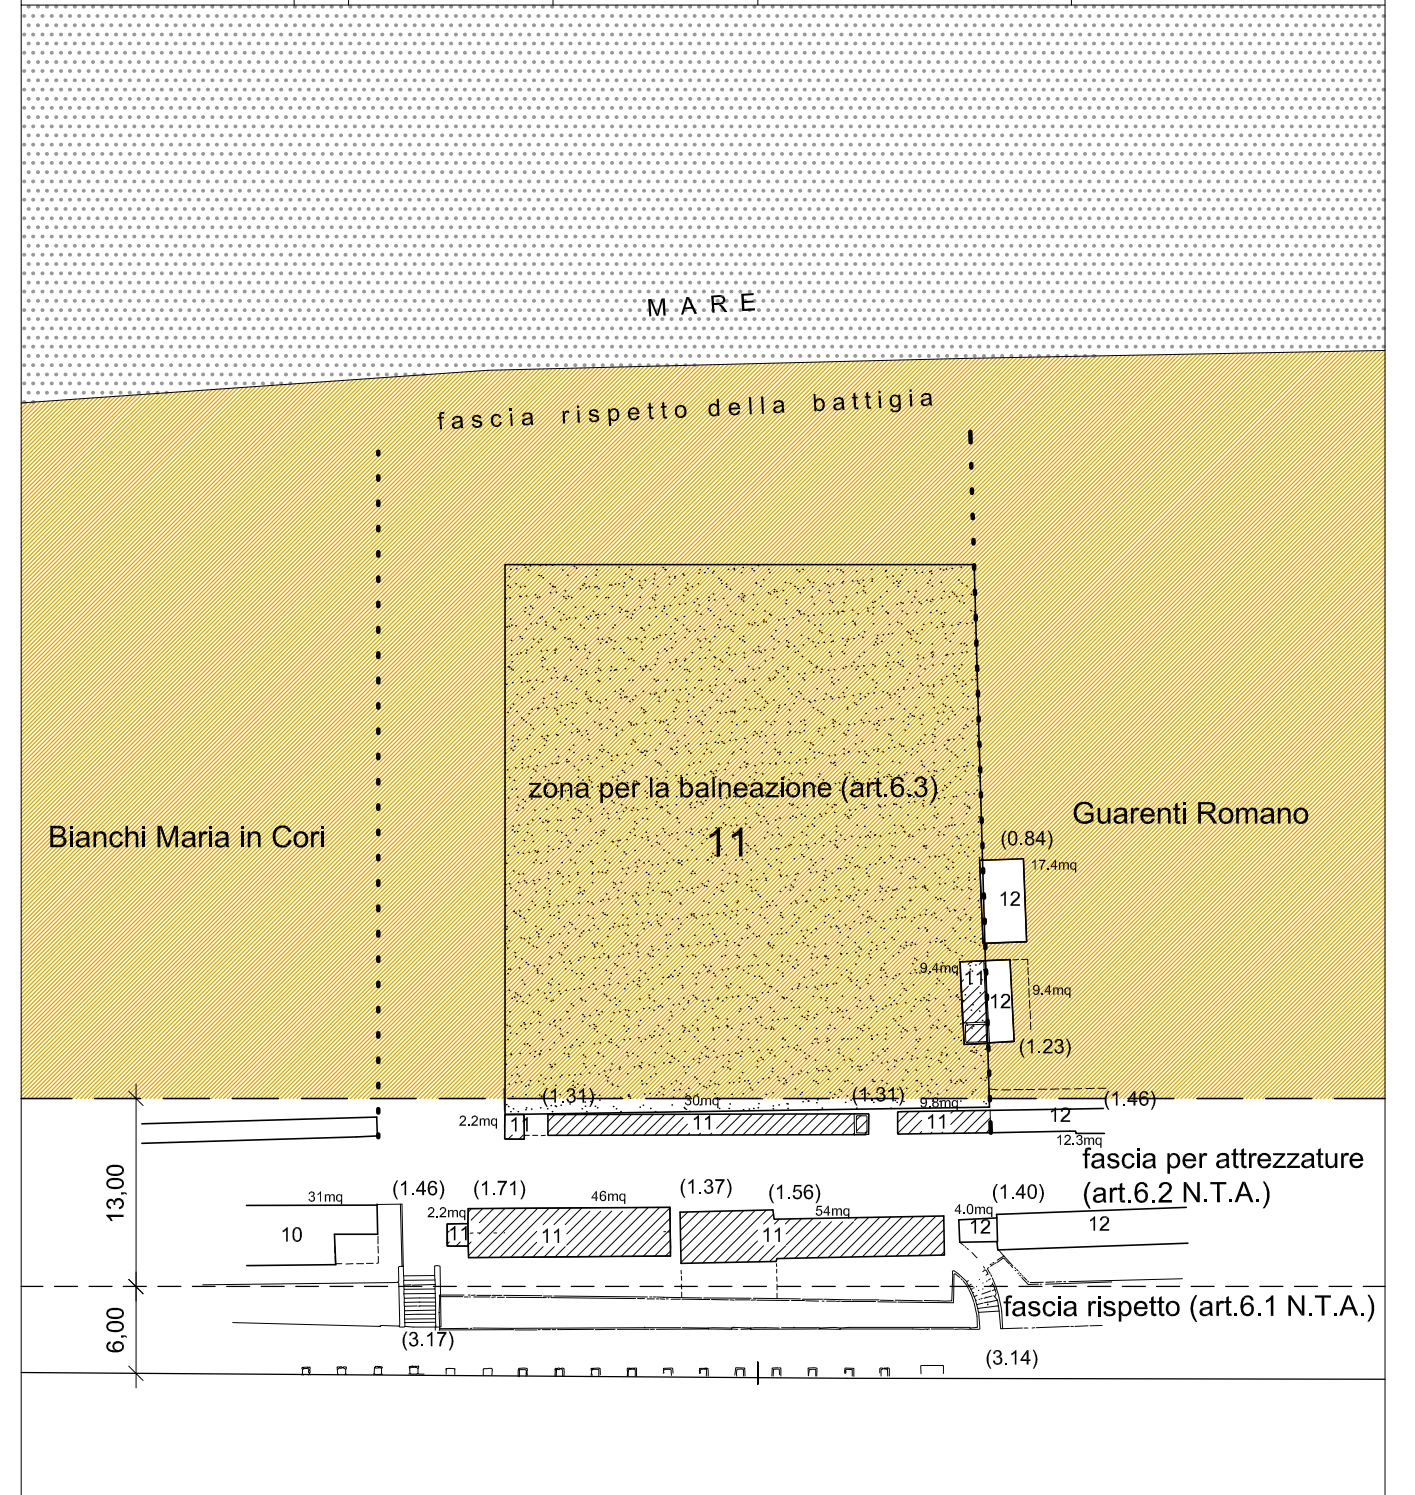 MARE
fascia rispetto della battigia
zona per la balneazione (art.6.3)
11
Bianchi Maria in Cori
Guarenti Romano
(0.84)
17.4mq
12
9.4mq
11
12
9.4mq
(1.23)
(1.31)
30mq
(1.31)
9.8mq
(1.46)
2.2mq
11
11
11
12
12.3mq
fascia per attrezzature
(art.6.2 N.T.A.)
13,00
31mq
(1.46)
(1.71)
46mq
(1.37)
(1.56)
54mq
(1.40)
2.2mq
4.0mq
10
11
11
11
12
12
fascia rispetto (art.6.1 N.T.A.)
6,00
(3.17)
(3.14)